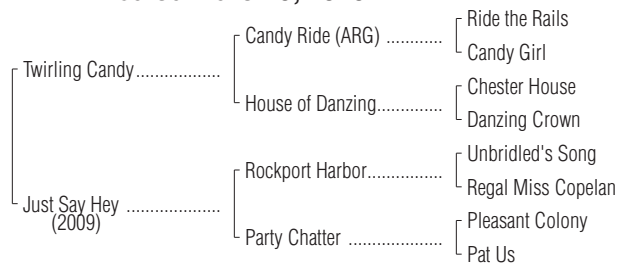 Ride the Rails
Candy Ride (ARG) ............
Candy Girl
Twirling Candy..................
Chester House
House of Danzing..............
Danzing Crown
Unbridled's Song
Rockport Harbor................
Regal Miss Copelan
Just Say Hey ....................
(2009)
Pleasant Colony
Party Chatter ....................
Pat Us